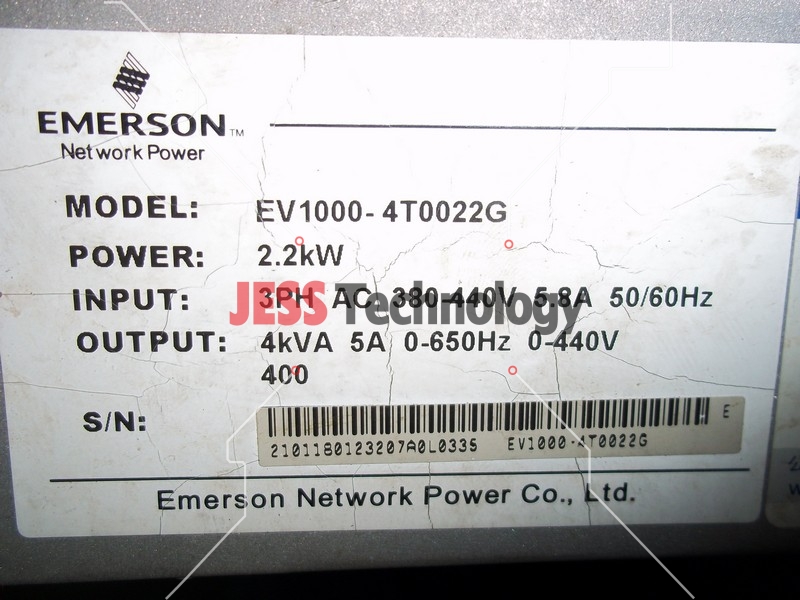 EMERSON™
Network Power
MODEL: EV1000-4T0022G
POWER: 2.2kW
INPUT: 3PH AC 380-440V 5.8A 50/60Hz
JESS Technology
OUTPUT: 4kVA 5A 0-650Hz 0-440V
400
S/N:
E
2101180123207A0L0335 EV1000-4T0022G
Emerson Network Power Co., Ltd.